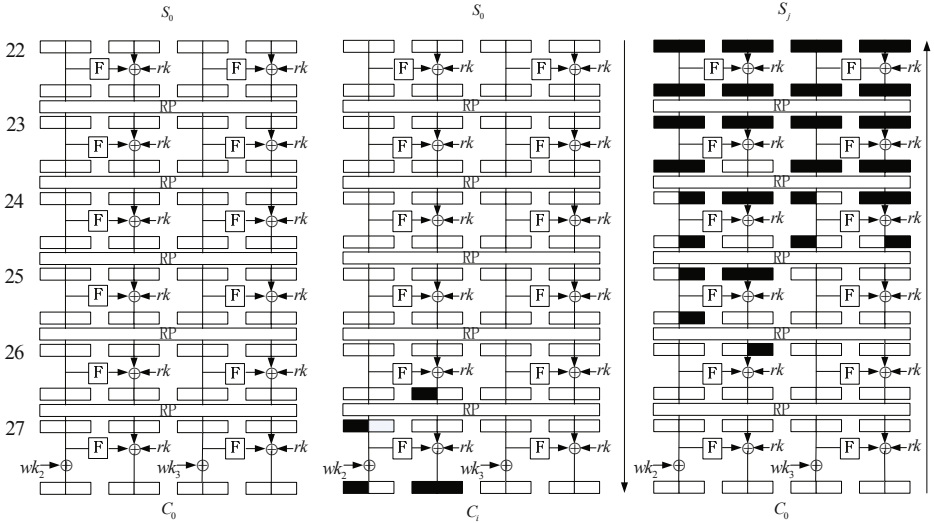 S₀ S₀ S_j
22 F rk F rk F rk F rk F rk F rk
RP RP RP
23 F rk F rk F rk F rk F rk F rk
RP RP RP
24 F rk F rk F rk F rk F rk F rk
RP RP RP
25 F rk F rk F rk F rk F rk F rk
RP RP RP
26 F rk F rk F rk F rk F rk F rk
RP RP RP
27 F rk F rk F rk F rk F rk F rk
wk₂ wk₃ wk₂ wk₃ wk₂ wk₃
C₀ C_i C₀